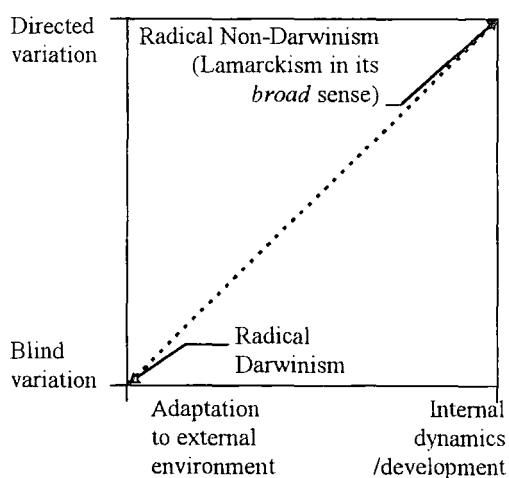 Directed
variation
Radical Non-Darwinism
(Lamarckism in its
broad sense)
Radical
Darwinism
Blind
variation
Adaptation
to external
environment
Internal
dynamics
/development